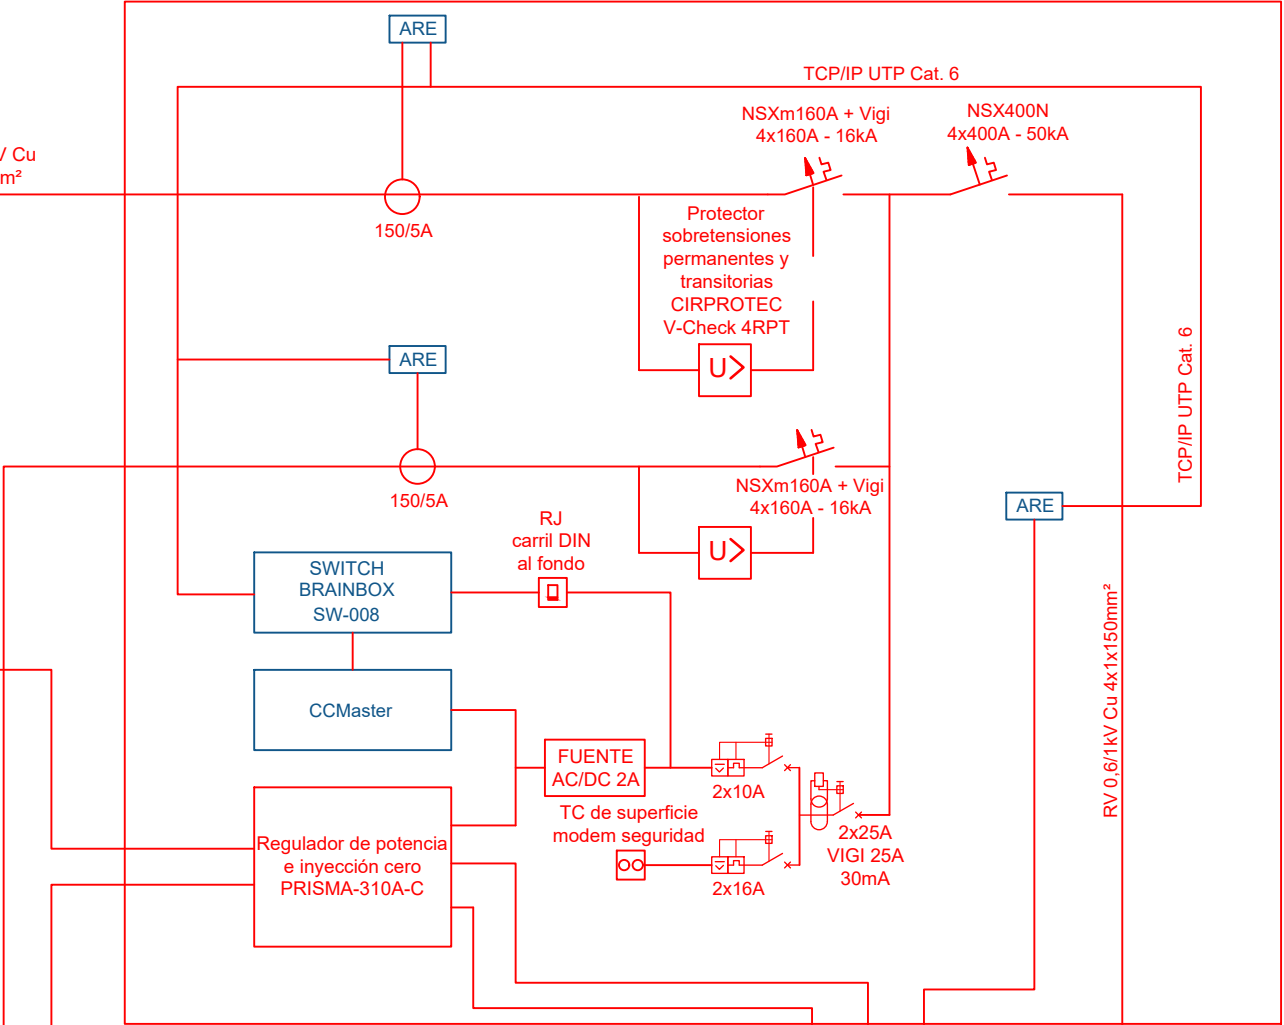 ARE
TCP/IP UTP Cat. 6
NSXm160A + Vigi
4x160A - 16kA
NSX400N
4x400A - 50kA
V Cu
m²
150/5A
Protector
sobretensiones
permanentes y
transitorias
CIRPROTEC
V-Check 4RPT
U>
ARE
TCP/IP UTP Cat. 6
150/5A
NSXm160A + Vigi
4x160A - 16kA
ARE
RJ
carril DIN
al fondo
U>
SWITCH
BRAINBOX
SW-008
RV 0,6/1kV Cu 4x1x150mm²
CCMaster
FUENTE
AC/DC 2A
2x10A
TC de superficie
modem seguridad
2x25A
VIGI 25A
30mA
2x16A
Regulador de potencia
e inyección cero
PRISMA-310A-C